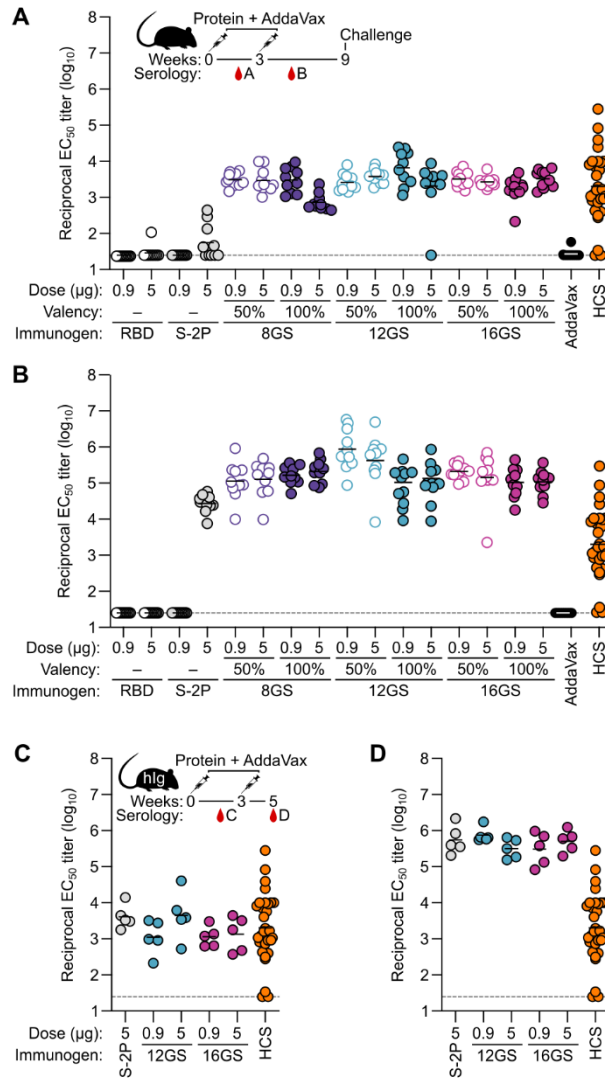 A
Protein + AddaVax
Challenge
Weeks: 0 3 9
Serology: A B
Reciprocal EC50 titer (log10)
8
7
6
5
4
3
2
1
Dose (µg): 0.9 5 0.9 5 0.9 5 0.9 5 0.9 5 0.9 5 0.9 5 0.9 5
Valency: – – 50% 100% 50% 100% 50% 100%
Immunogen: RBD S-2P 8GS 12GS 16GS AddaVax HCS
B
Reciprocal EC50 titer (log10)
8
7
6
5
4
3
2
1
Dose (µg): 0.9 5 0.9 5 0.9 5 0.9 5 0.9 5 0.9 5 0.9 5 0.9 5
Valency: – – 50% 100% 50% 100% 50% 100%
Immunogen: RBD S-2P 8GS 12GS 16GS AddaVax HCS
C
Protein + AddaVax
hIg
Weeks: 0 3 5
Serology: C D
Reciprocal EC50 titer (log10)
8
7
6
5
4
3
2
1
Dose (µg): 5 0.9 5 0.9 5
Immunogen: S-2P 12GS 16GS HCS
D
Reciprocal EC50 titer (log10)
8
7
6
5
4
3
2
1
5 0.9 5 0.9 5
S-2P 12GS 16GS HCS